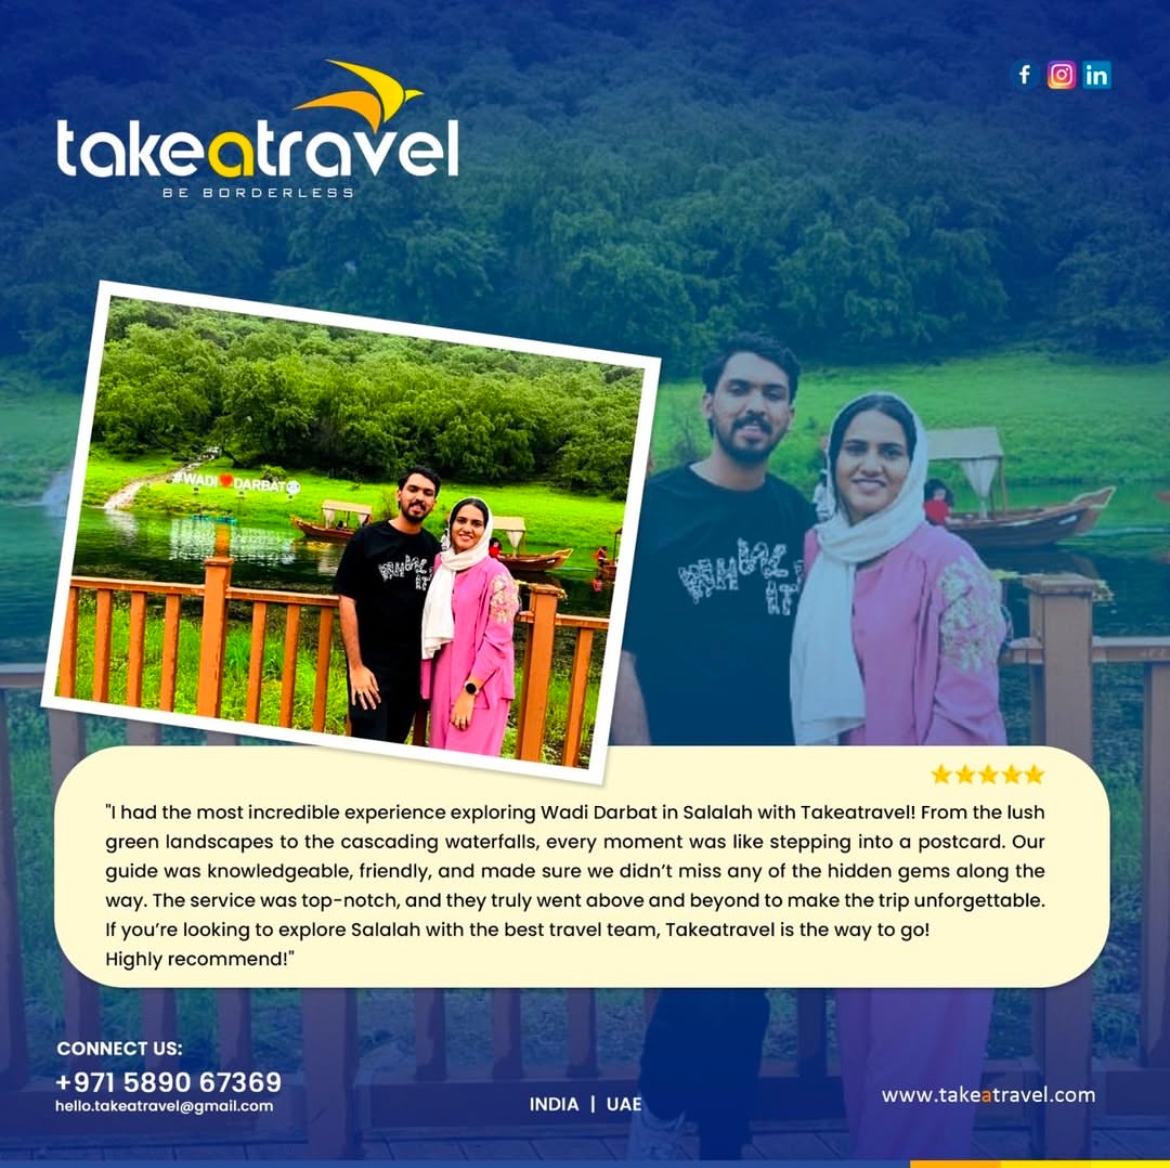 takeatravel
BE BORDERLESS
#WADI❤DARBAT
"I had the most incredible experience exploring Wadi Darbat in Salalah with Takeatravel! From the lush
green landscapes to the cascading waterfalls, every moment was like stepping into a postcard. Our
guide was knowledgeable, friendly, and made sure we didn’t miss any of the hidden gems along the
way. The service was top-notch, and they truly went above and beyond to make the trip unforgettable.
If you’re looking to explore Salalah with the best travel team, Takeatravel is the way to go!
Highly recommend!"
CONNECT US:
+971 5890 67369
hello.takeatravel@gmail.com
INDIA | UAE
www.takeatravel.com